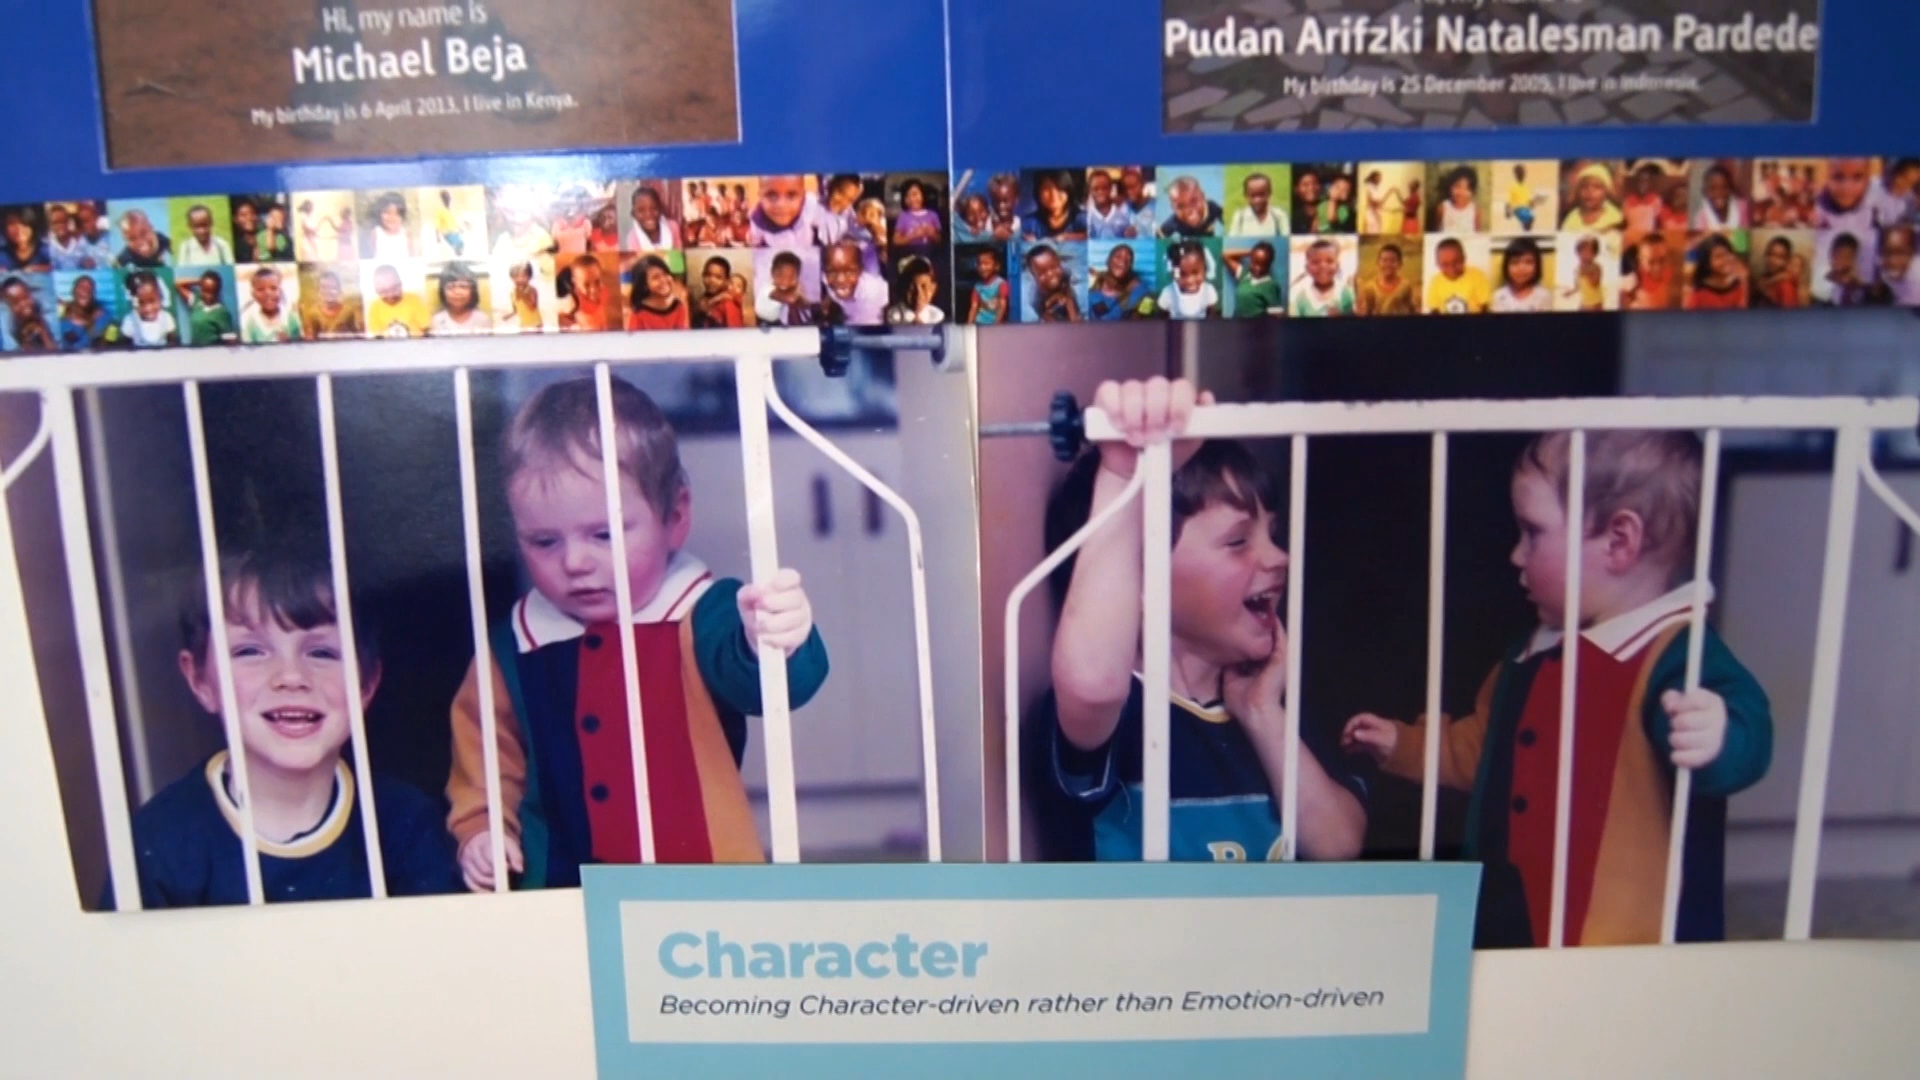 Hi, my name is
Michael Beja
My birthday is 6 April 2013, I live in Kenya.
Pudan Arifzki Natalesman Pardede
My birthday is 25 December 2005, I live in Indonesia.
Character
Becoming Character-driven rather than Emotion-driven